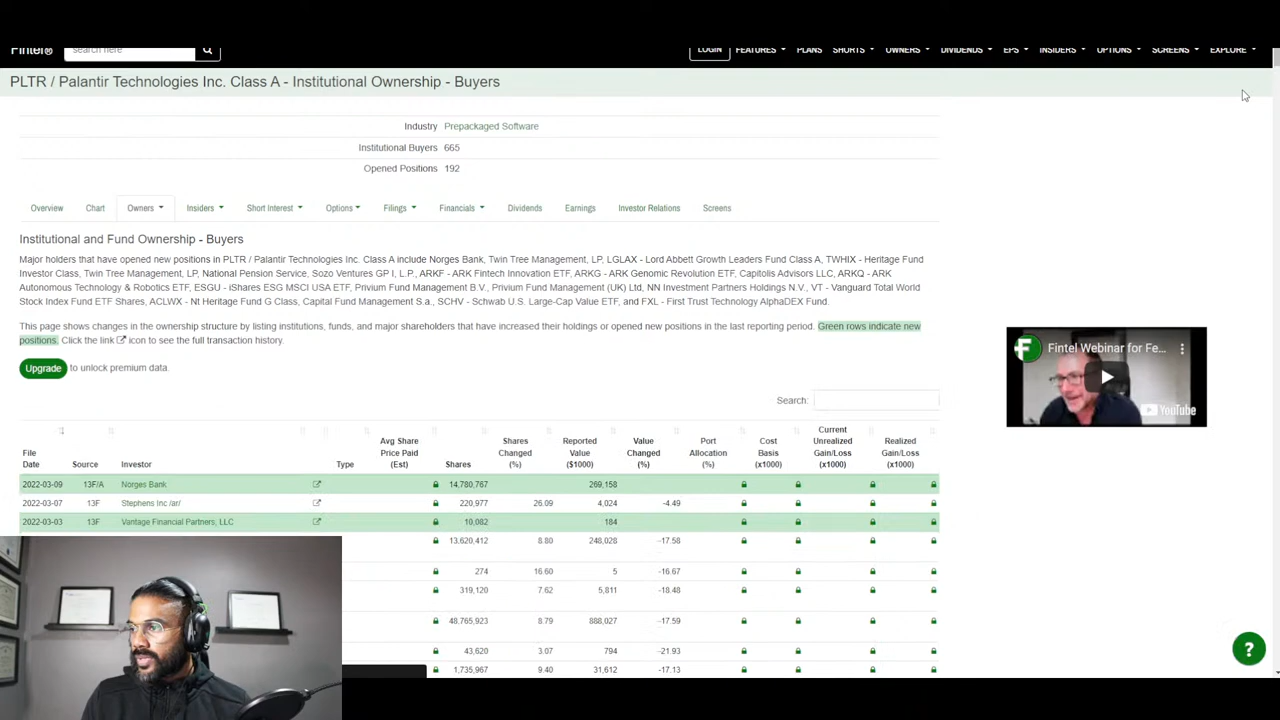 Fintel®
search here
LOGIN FEATURES PLANS SHORTS OWNERS DIVIDENDS EPS INSIDERS OPTIONS SCREENS EXPLORE
PLTR / Palantir Technologies Inc. Class A - Institutional Ownership - Buyers
Industry Prepackaged Software
Institutional Buyers 665
Opened Positions 192
Overview Chart Owners Insiders Short Interest Options Filings Financials Dividends Earnings Investor Relations Screens
Institutional and Fund Ownership - Buyers
Major holders that have opened new positions in PLTR / Palantir Technologies Inc. Class A include Norges Bank, Twin Tree Management, LP, LGLAX - Lord Abbett Growth Leaders Fund Class A, TWHIX - Heritage Fund
Investor Class, Twin Tree Management, LP, National Pension Service, Sozo Ventures GP I, L.P., ARKF - ARK Fintech Innovation ETF, ARKG - ARK Genomic Revolution ETF, Capitolis Advisors LLC, ARKQ - ARK
Autonomous Technology & Robotics ETF, ESGU - iShares ESG MSCI USA ETF, Privium Fund Management B.V., Privium Fund Management (UK) Ltd, NN Investment Partners Holdings N.V., VT - Vanguard Total World
Stock Index Fund ETF Shares, ACLWX - Nt Heritage Fund G Class, Capital Fund Management S.a., SCHV - Schwab U.S. Large-Cap Value ETF, and FXL - First Trust Technology AlphaDEX Fund.
This page shows changes in the ownership structure by listing institutions, funds, and major shareholders that have increased their holdings or opened new positions in the last reporting period. Green rows indicate new
positions. Click the link icon to see the full transaction history.
Upgrade to unlock premium data.
Fintel Webinar for Fe...
YouTube
Search:
File Date Source Investor Type Avg Share Price Paid (Est) Shares Shares Changed (%) Reported Value ($1000) Value Changed (%) Port Allocation (%) Cost Basis (x1000) Current Unrealized Gain/Loss (x1000) Realized Gain/Loss (x1000)
2022-03-09 13F/A Norges Bank 14,780,767 269,158
2022-03-07 13F Stephens Inc /ar/ 220,977 26.09 4,024 -4.49
2022-03-03 13F Vantage Financial Partners, LLC 10,082 184
13,620,412 8.80 248,028 -17.58
274 16.60 5 -16.67
319,120 7.62 5,811 -18.48
48,765,923 8.79 888,027 -17.59
43,620 3.07 794 -21.93
1,735,967 9.40 31,612 -17.13
?